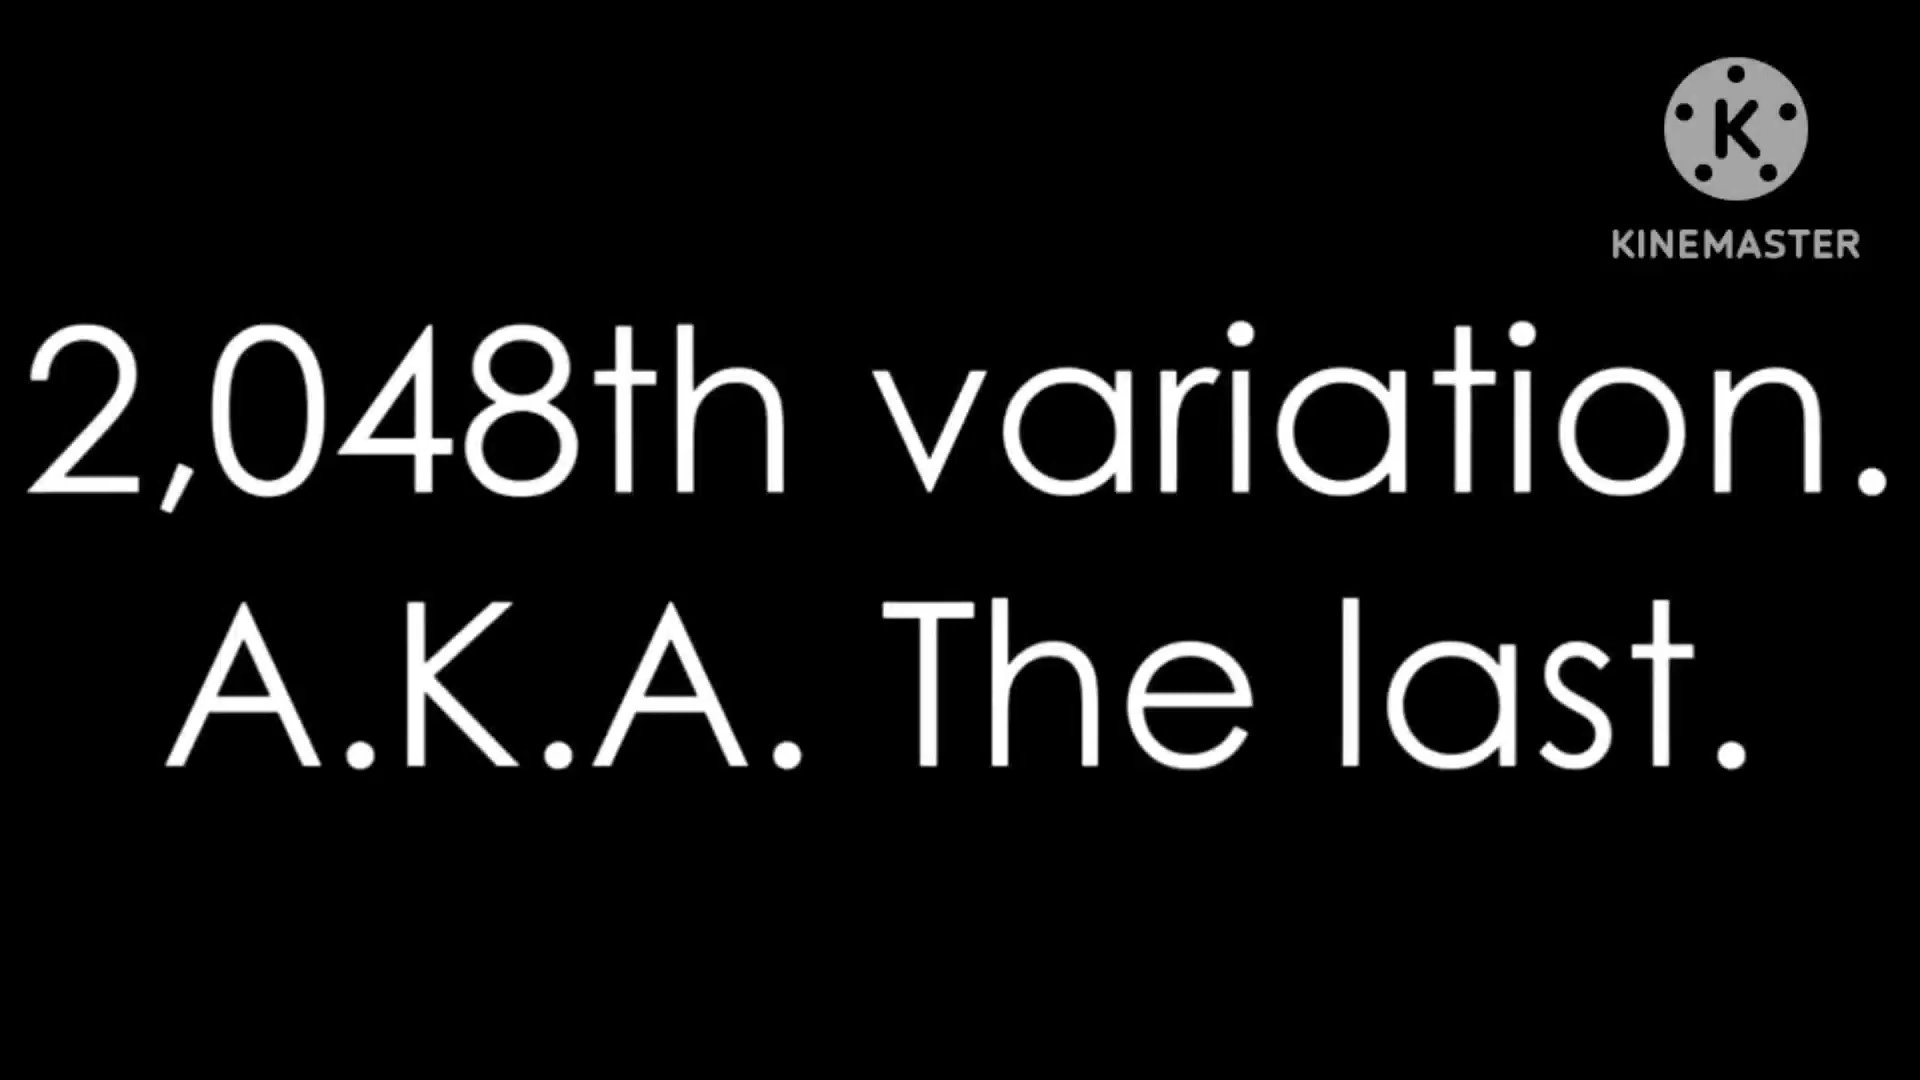 K
KINEMASTER
2,048th variation.
A.K.A. The last.